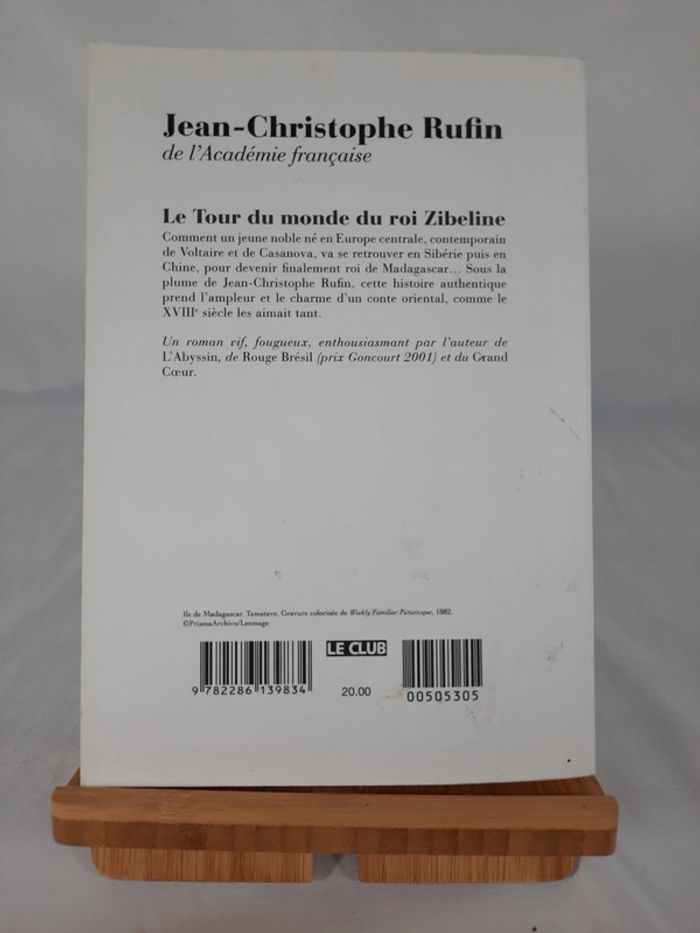 Jean-Christophe Rufin
de l'Académie française
Le Tour du monde du roi Zibeline
Comment un jeune noble né en Europe centrale, contemporain
de Voltaire et de Casanova, va se retrouver en Sibérie puis en
Chine, pour devenir finalement roi de Madagascar… Sous la
plume de Jean-Christophe Rufin, cette histoire authentique
prend l'ampleur et le charme d'un conte oriental, comme le
XVIIIe siècle les aimait tant.
Un roman vif, fougueux, enthousiasmant par l'auteur de
L'Abyssin, de Rouge Brésil (prix Goncourt 2001) et du Grand
Cœur.
Ile de Madagascar. Tamatave. Gravure colorisée de Weekly Familiar Picturesque, 1882.
©PrismaArchivo/Leemage
LE CLUB
9 782286 139834
20.00
00505305